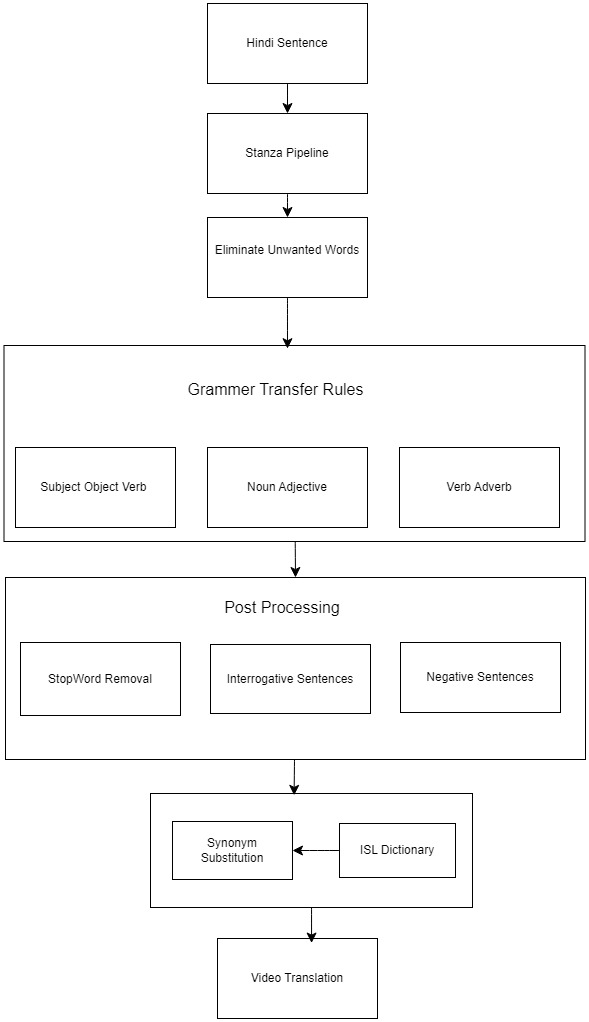 Hindi Sentence
Stanza Pipeline
Eliminate Unwanted Words
Grammer Transfer Rules
Subject Object Verb
Noun Adjective
Verb Adverb
Post Processing
StopWord Removal
Interrogative Sentences
Negative Sentences
Synonym
Substitution
ISL Dictionary
Video Translation